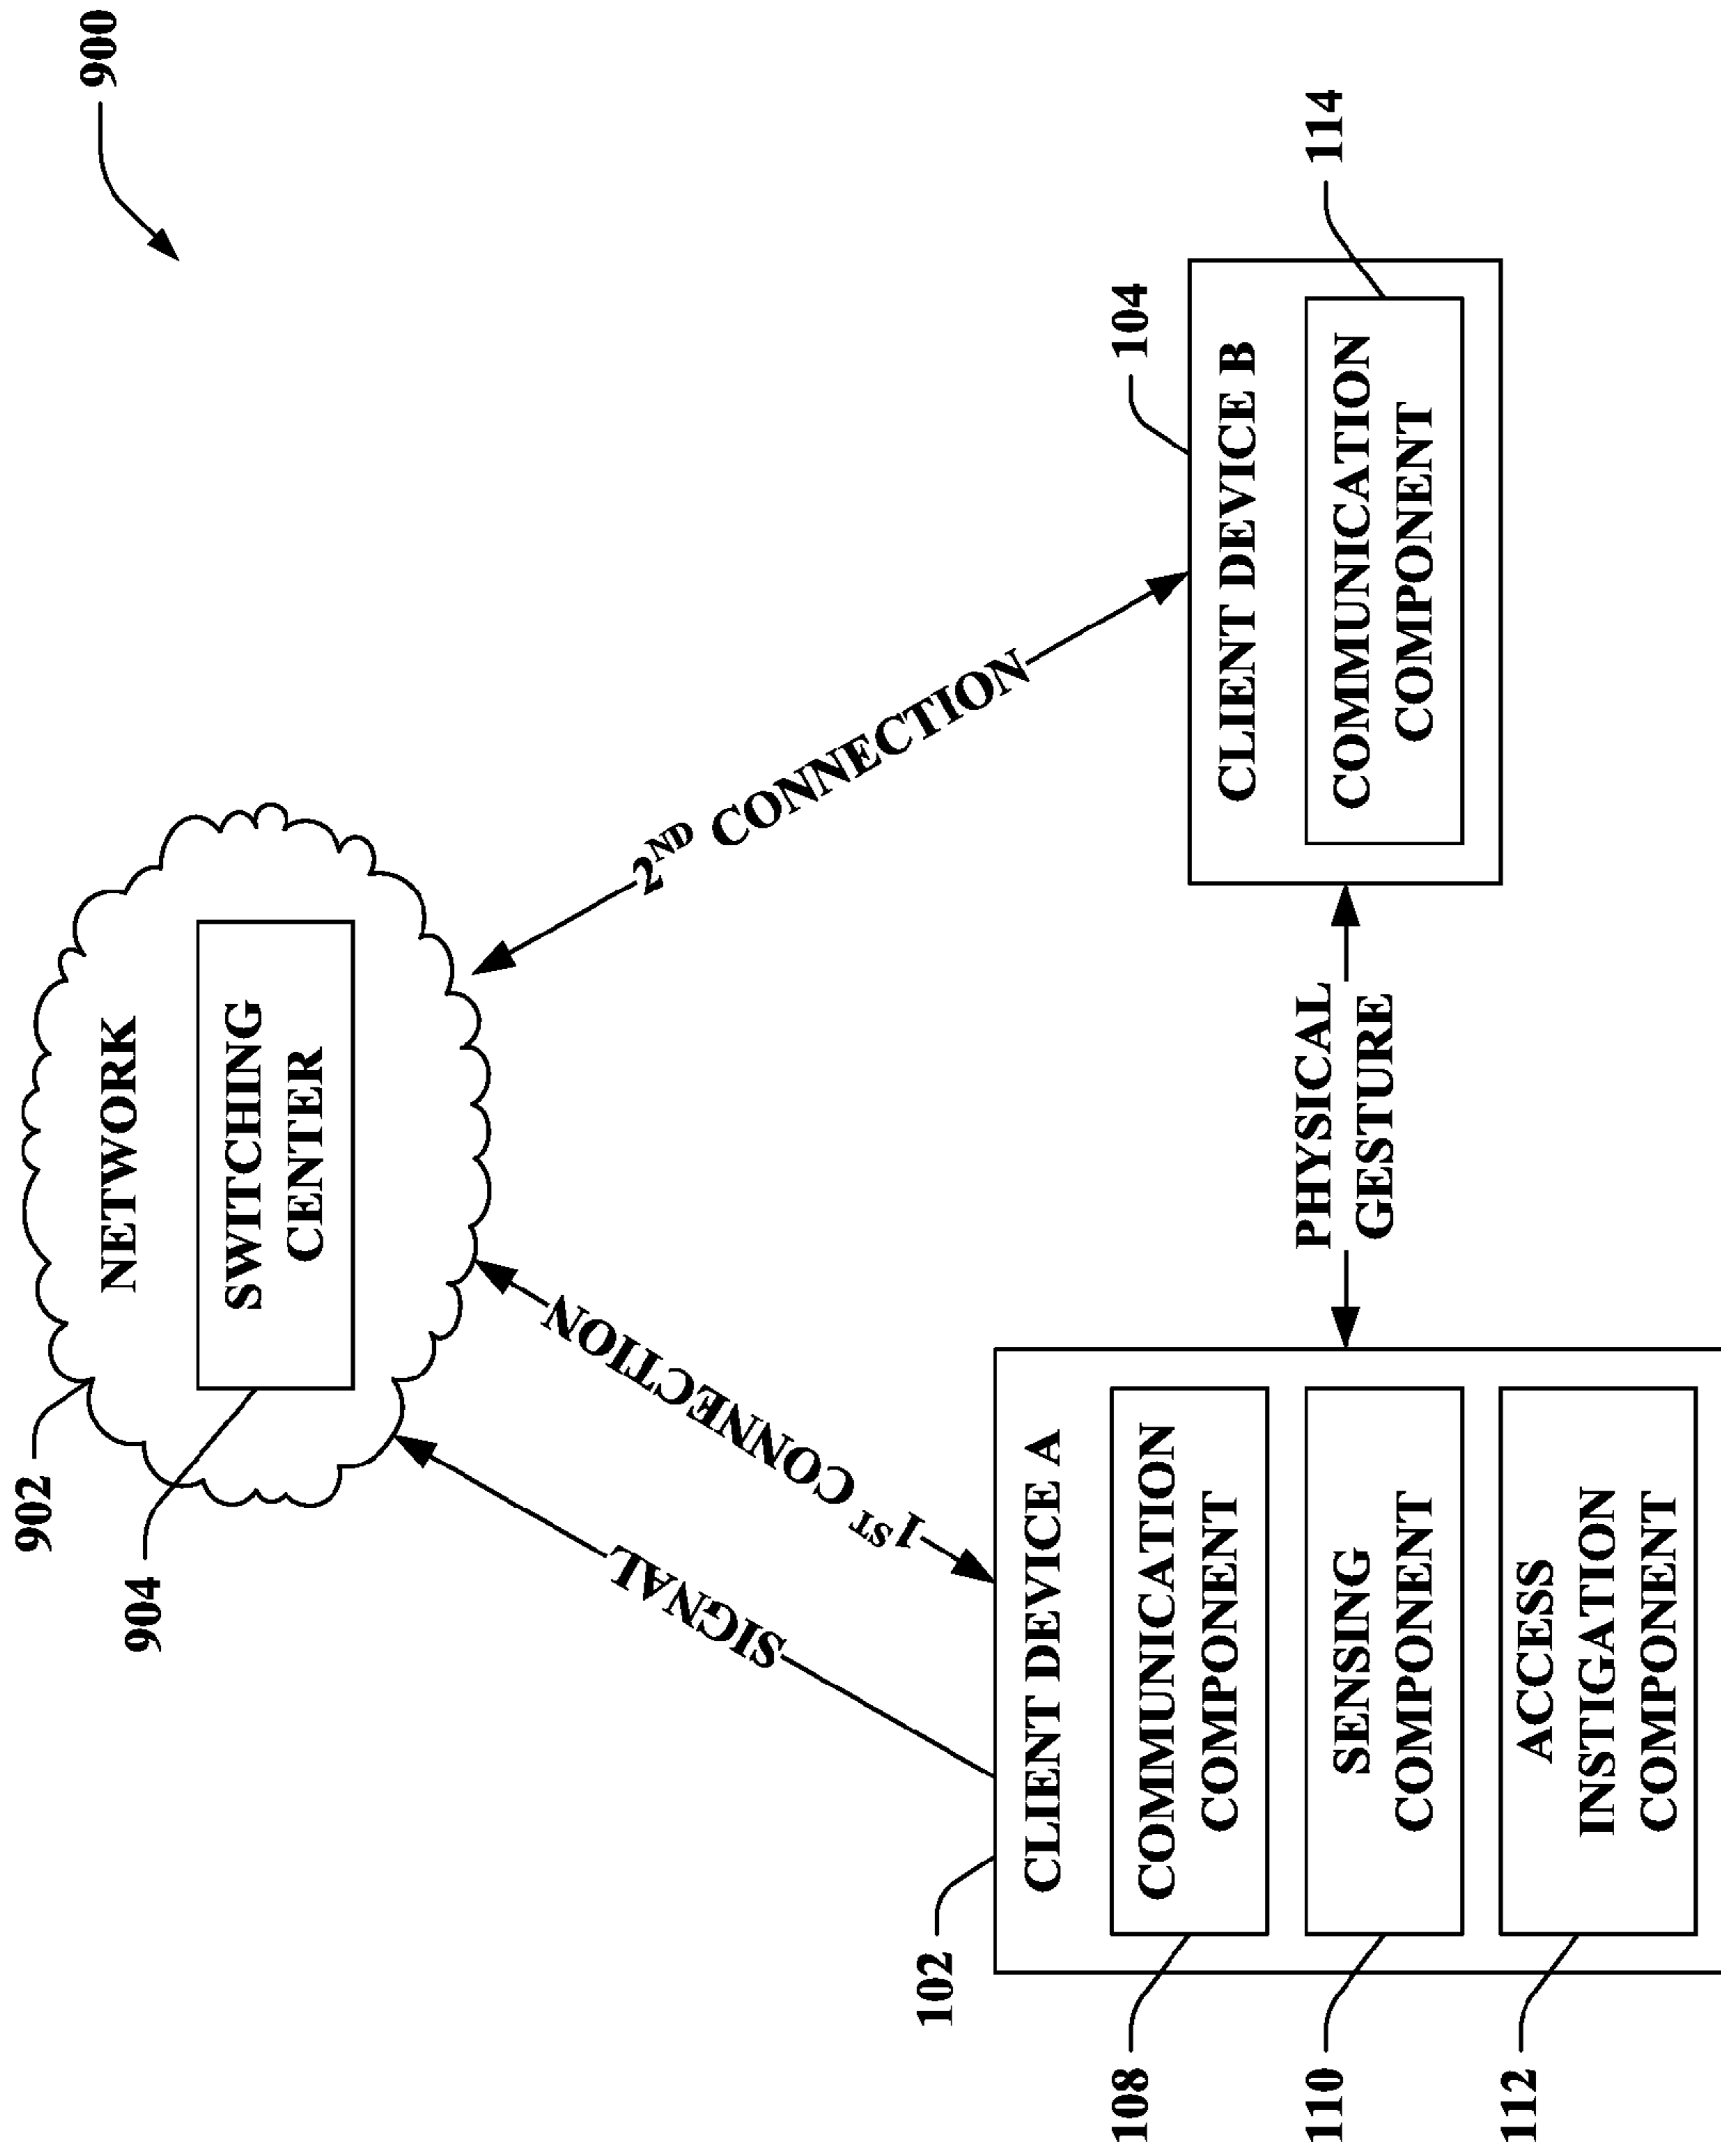 900
902
NETWORK
904
SWITCHING
CENTER
SIGNAL
1ST CONNECTION
2ND CONNECTION
102
CLIENT DEVICE A
108
COMMUNICATION
COMPONENT
110
SENSING
COMPONENT
112
ACCESS
INSTIGATION
COMPONENT
PHYSICAL
GESTURE
104
CLIENT DEVICE B
114
COMMUNICATION
COMPONENT